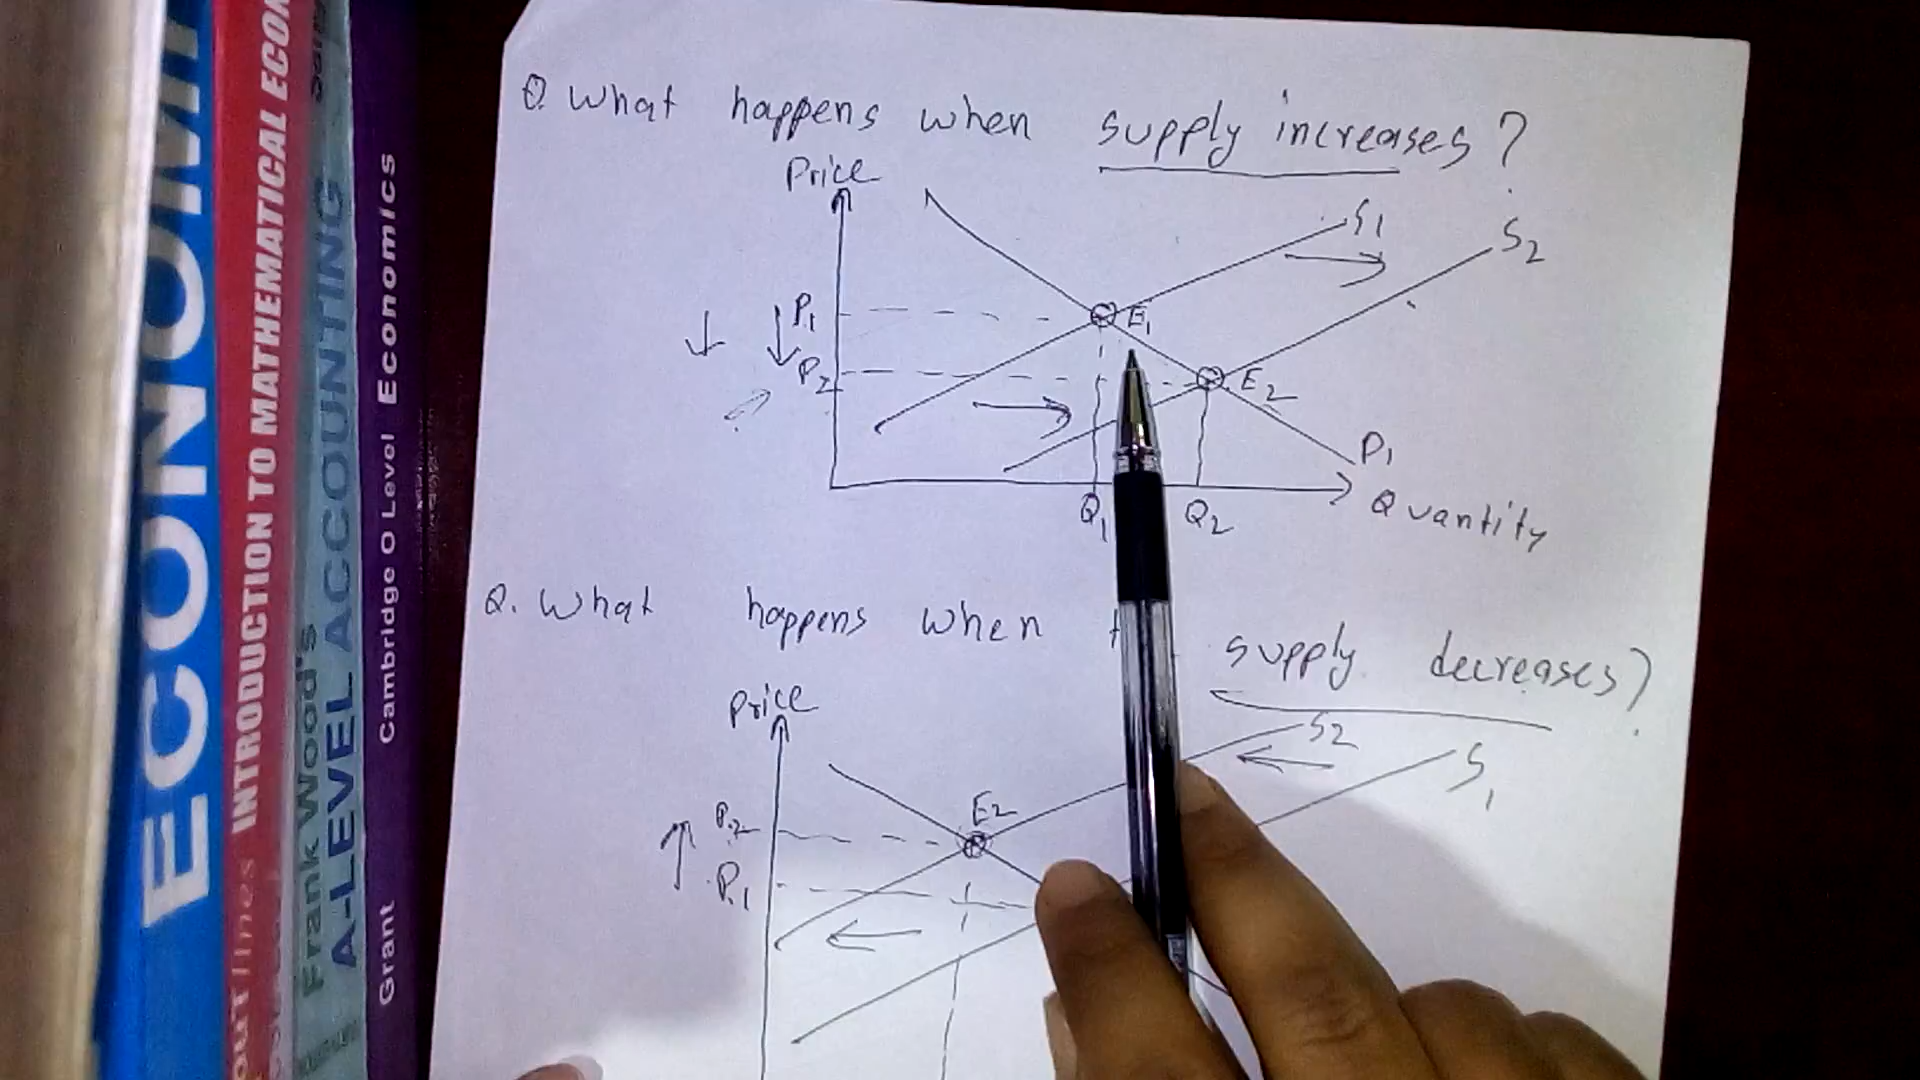 ECONOMI
INTRODUCTION TO MATHEMATICAL ECON
outlines
Frank Wood's
A-LEVEL ACCOUNTING
Grant Cambridge O Level Economics
Q. What happens when supply increases?
Price
S1
S2
P1
E1
P2
E2
P1
Q1 Q2 Quantity
Q. What happens when supply decreases?
Price
S2
S1
P2
E2
P1